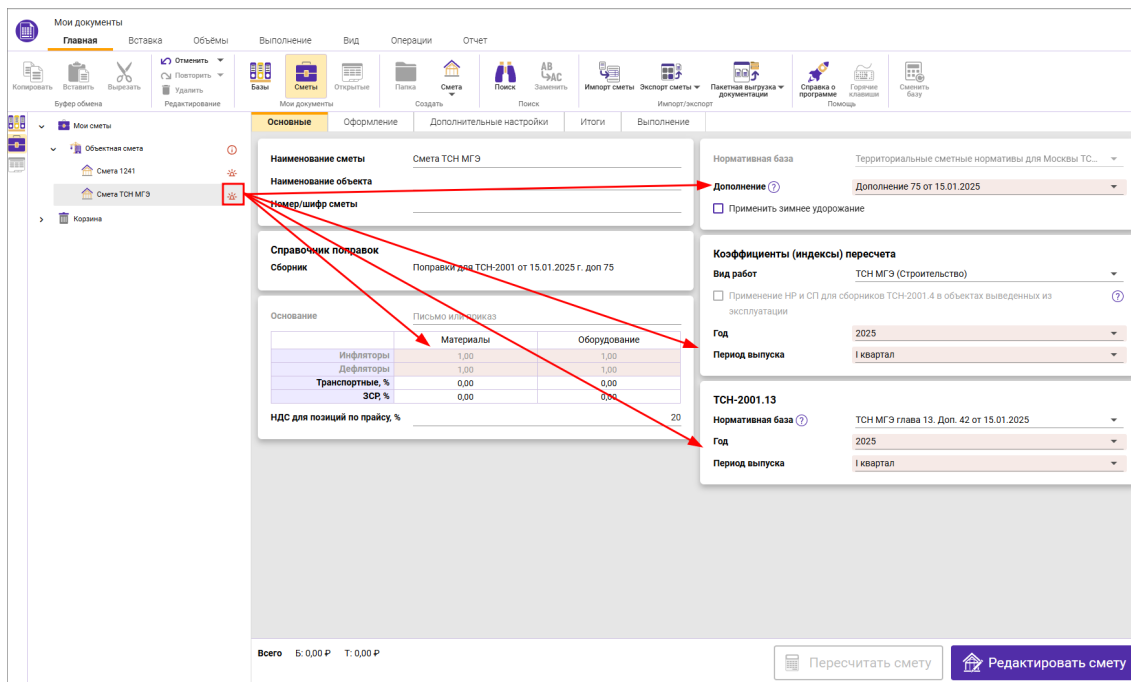 Мои документы
Главная Вставка Объёмы Выполнение Вид Операции Отчет
Копировать Вставить Вырезать
Отменить
Повторить
Удалить
Базы Сметы Открытые Папка Смета Поиск Заменить Импорт сметы Экспорт сметы Пакетная выгрузка документации Справка о программе Горячие клавиши Сменить базу
AB
AC
Буфер обмена Редактирование Мои документы Создать Поиск Импорт/экспорт Помощь
Мои сметы
Объектная смета
Смета 1241
Смета ТСН МГЭ
Корзина
Основные Оформление Дополнительные настройки Итоги Выполнение
Наименование сметы Смета ТСН МГЭ
Наименование объекта
Номер/шифр сметы
Справочник поправок
Сборник Поправки для ТСН-2001 от 15.01.2025 г. доп 75
Основание Письмо или приказ
Материалы Оборудование
Инфляторы 1,00 1,00
Дефляторы 1,00 1,00
Транспортные, % 0,00 0,00
ЗСР, % 0,00 0,00
НДС для позиций по прайсу, % 20
Нормативная база Территориальные сметные нормативы для Москвы ТС...
Дополнение ? Дополнение 75 от 15.01.2025
Применить зимнее удорожание
Коэффициенты (индексы) пересчета
Вид работ ТСН МГЭ (Строительство)
Применение НР и СП для сборников ТСН-2001.4 в объектах выведенных из ?
эксплуатации
Год 2025
Период выпуска I квартал
ТСН-2001.13
Нормативная база ? ТСН МГЭ глава 13. Доп. 42 от 15.01.2025
Год 2025
Период выпуска I квартал
Всего Б: 0,00 ₽ Т: 0,00 ₽
Пересчитать смету Редактировать смету